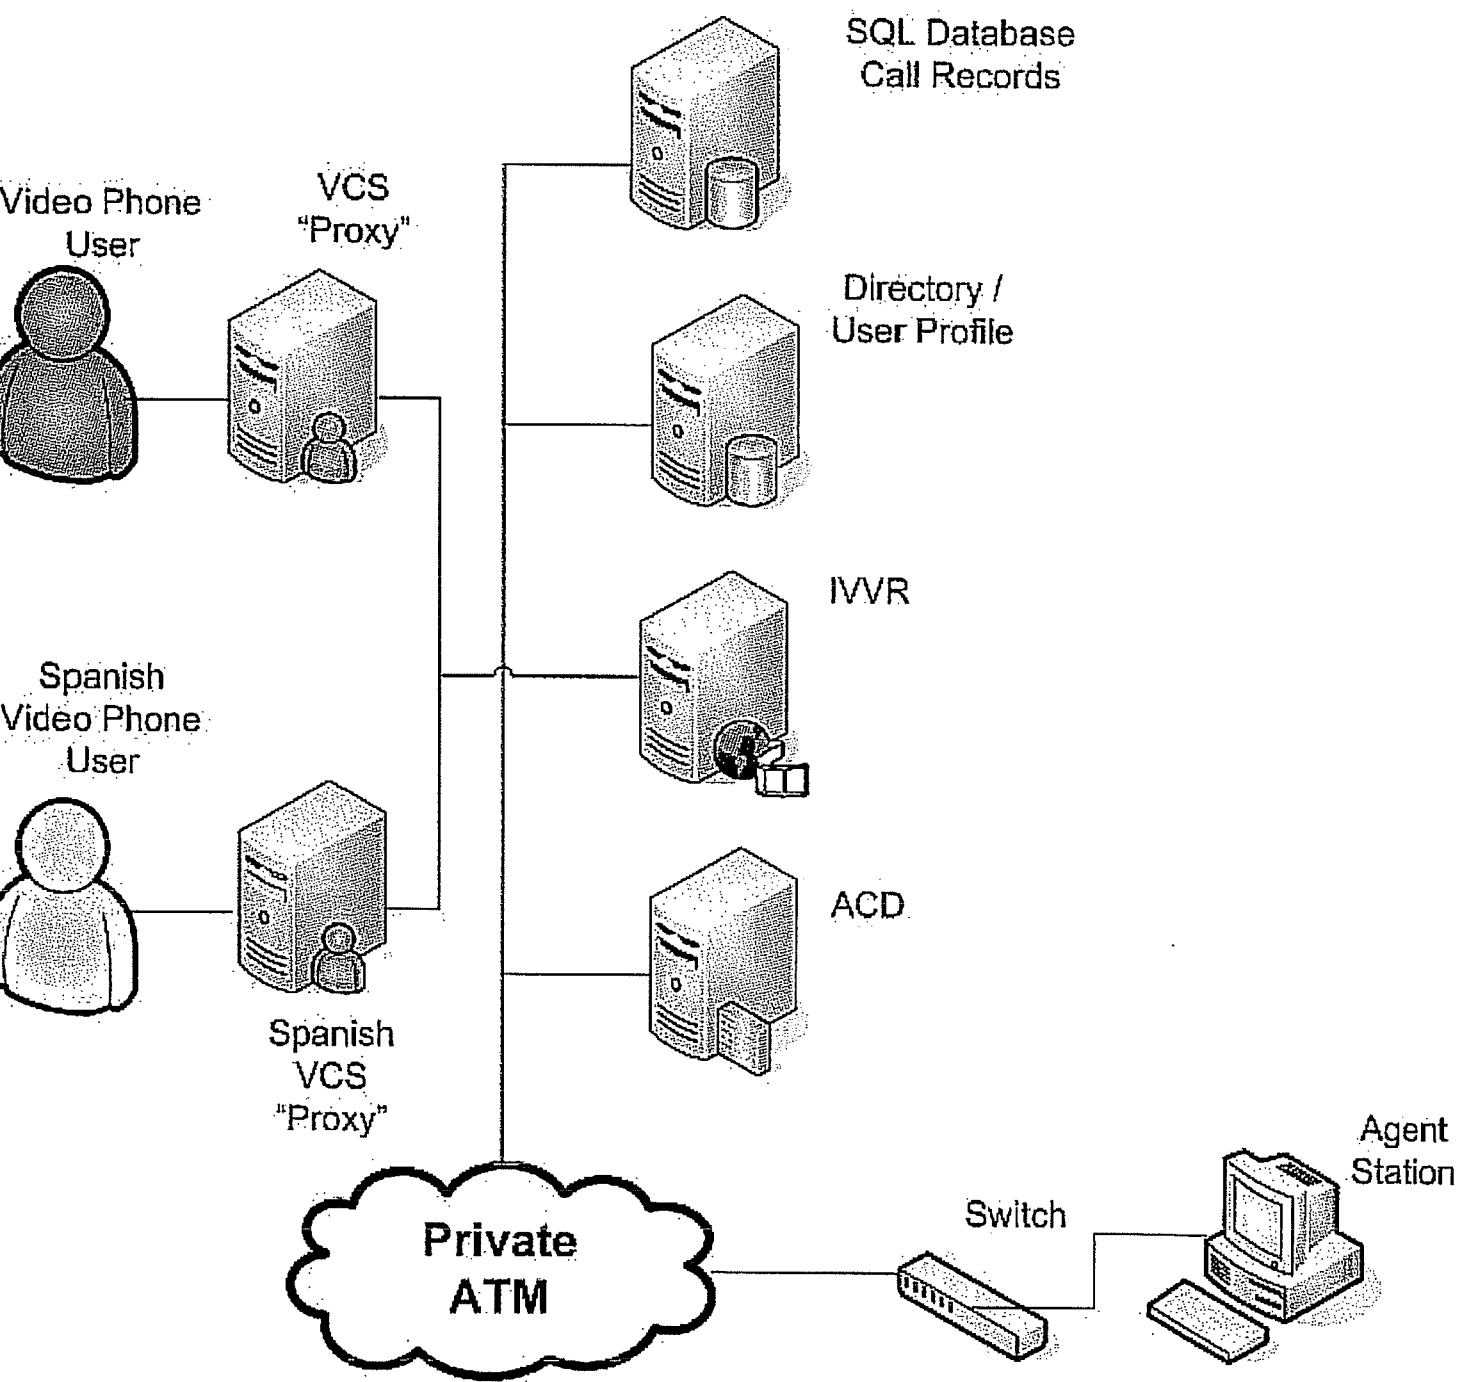 SQL Database
Call Records
Video Phone
User
VCS
“Proxy”
Directory /
User Profile
IVVR
Spanish
Video Phone
User
ACD
Spanish
VCS
“Proxy”
Agent
Station
Switch
Private
ATM